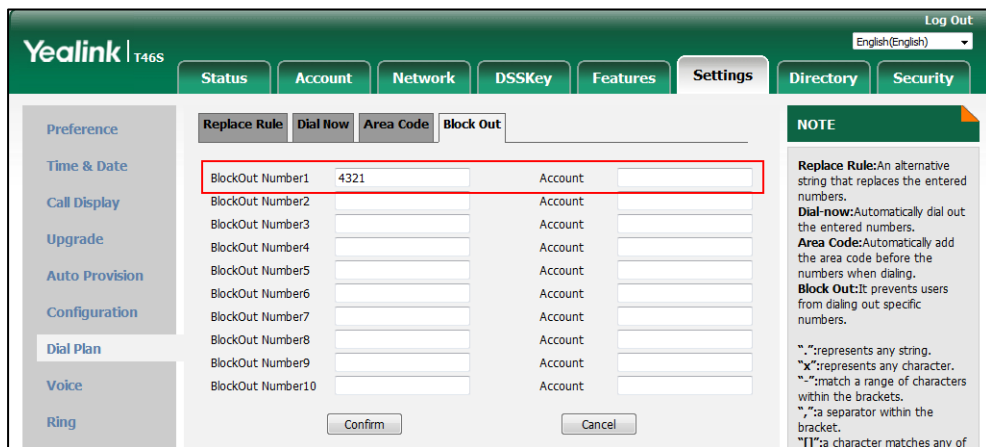 Log Out
Yealink | T46S
English(English)
Status Account Network DSSKey Features Settings Directory Security
Preference
Time & Date
Call Display
Upgrade
Auto Provision
Configuration
Dial Plan
Voice
Ring
Replace Rule Dial Now Area Code Block Out
BlockOut Number1 4321 Account
BlockOut Number2 Account
BlockOut Number3 Account
BlockOut Number4 Account
BlockOut Number5 Account
BlockOut Number6 Account
BlockOut Number7 Account
BlockOut Number8 Account
BlockOut Number9 Account
BlockOut Number10 Account
Confirm Cancel
NOTE
Replace Rule:An alternative
string that replaces the entered
numbers.
Dial-now:Automatically dial out
the entered numbers.
Area Code:Automatically add
the area code before the
numbers when dialing.
Block Out:It prevents users
from dialing out specific
numbers.
".":represents any string.
"x":represents any character.
"-":match a range of characters
within the brackets.
",":a separator within the
bracket.
"[]":a character matches any of